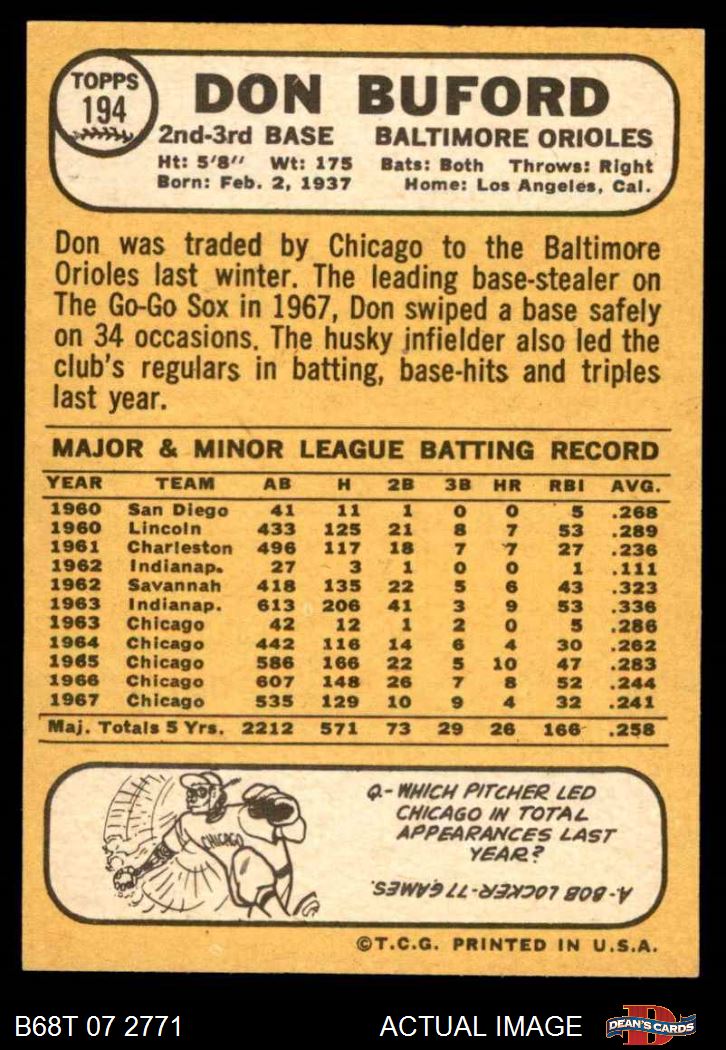 TOPPS
194
DON BUFORD
2nd-3rd BASE BALTIMORE ORIOLES
Ht: 5'8" Wt: 175 Bats: Both Throws: Right
Born: Feb. 2, 1937 Home: Los Angeles, Cal.
Don was traded by Chicago to the Baltimore
Orioles last winter. The leading base-stealer on
The Go-Go Sox in 1967, Don swiped a base safely
on 34 occasions. The husky infielder also led the
club's regulars in batting, base-hits and triples
last year.
MAJOR & MINOR LEAGUE BATTING RECORD
YEAR TEAM AB H 2B 3B HR RBI AVG.
1960 San Diego 41 11 1 0 0 5 .268
1960 Lincoln 433 125 21 8 7 53 .289
1961 Charleston 496 117 18 7 7 27 .236
1962 Indianap. 27 3 1 0 0 1 .111
1962 Savannah 418 135 22 5 6 43 .323
1963 Indianap. 613 206 41 3 9 53 .336
1963 Chicago 42 12 1 2 0 5 .286
1964 Chicago 442 116 14 6 4 30 .262
1965 Chicago 586 166 22 5 10 47 .283
1966 Chicago 607 148 26 7 8 52 .244
1967 Chicago 535 129 10 9 4 32 .241
Maj. Totals 5 Yrs. 2212 571 73 29 26 166 .258
CHICAGO
Q-WHICH PITCHER LED
CHICAGO IN TOTAL
APPEARANCES LAST
YEAR?
A-BOB LOCKER-77 GAMES.
©T.C.G. PRINTED IN U.S.A.
B68T 07 2771 ACTUAL IMAGE
D
DEAN'S CARDS